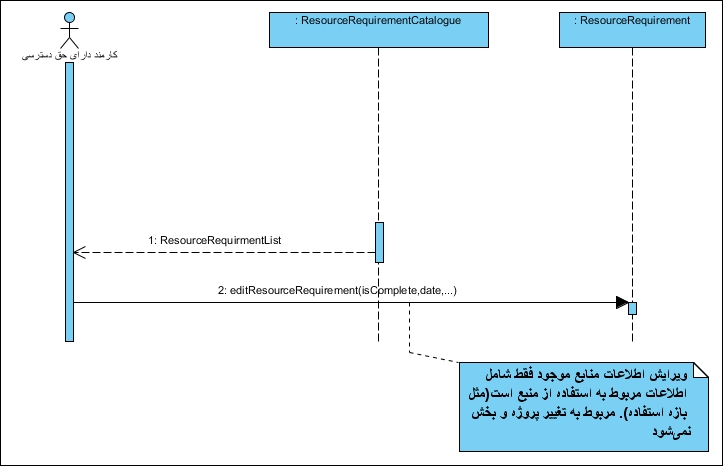 : ResourceRequirementCatalogue
: ResourceRequirement
کارمند دارای حق دسترسی
1: ResourceRequirmentList
2: editResourceRequirement(isComplete,date,...)
ویرایش اطلاعات منابع موجود فقط شامل
اطلاعات مربوط به استفاده از منبع است(مثل
بازه استفاده). مربوط به تغییر پروژه و بخش
نمی‌شود